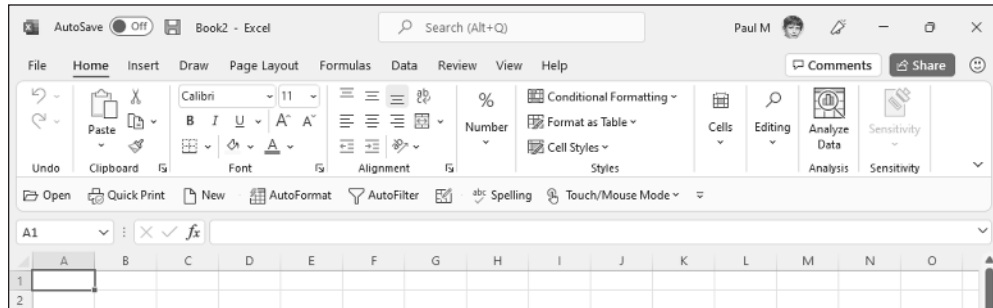 AutoSave Off Book2 - Excel Search (Alt+Q) Paul M
File Home Insert Draw Page Layout Formulas Data Review View Help Comments Share
Calibri 11 Conditional Formatting
Paste B I U A A % Number Format as Table Cells Editing Analyze Data Sensitivity
A ab Cell Styles
Undo Clipboard Font Alignment Styles Analysis Sensitivity
Open Quick Print New AutoFormat AutoFilter abc Spelling Touch/Mouse Mode
A1 fx
A B C D E F G H I J K L M N O
1
2